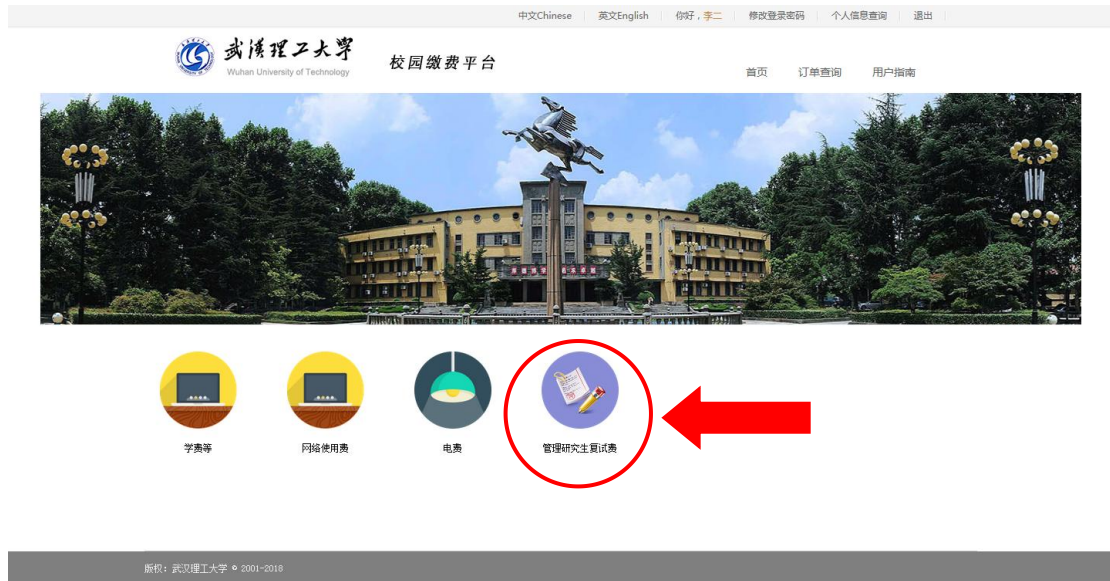 中文Chinese 英文English 你好，李二 修改登录密码 个人信息查询 退出
武汉理工大学
Wuhan University of Technology
校园缴费平台
首页 订单查询 用户指南
学费等 网络使用费 电费 管理研究生复试费
版权：武汉理工大学 © 2001-2018